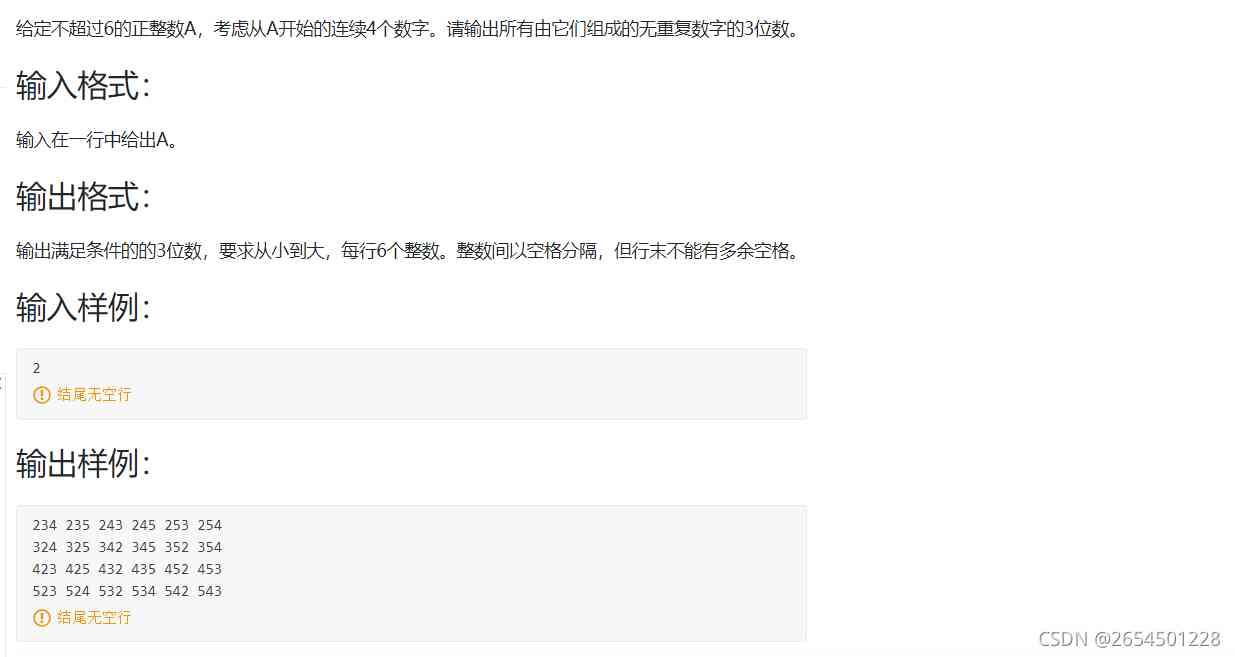 给定不超过6的正整数A，考虑从A开始的连续4个数字。请输出所有由它们组成的无重复数字的3位数。
输入格式：
输入在一行中给出A。
输出格式：
输出满足条件的的3位数，要求从小到大，每行6个整数。整数间以空格分隔，但行末不能有多余空格。
输入样例：
2
结尾无空行
输出样例：
234 235 243 245 253 254
324 325 342 345 352 354
423 425 432 435 452 453
523 524 532 534 542 543
结尾无空行
CSDN @2654501228